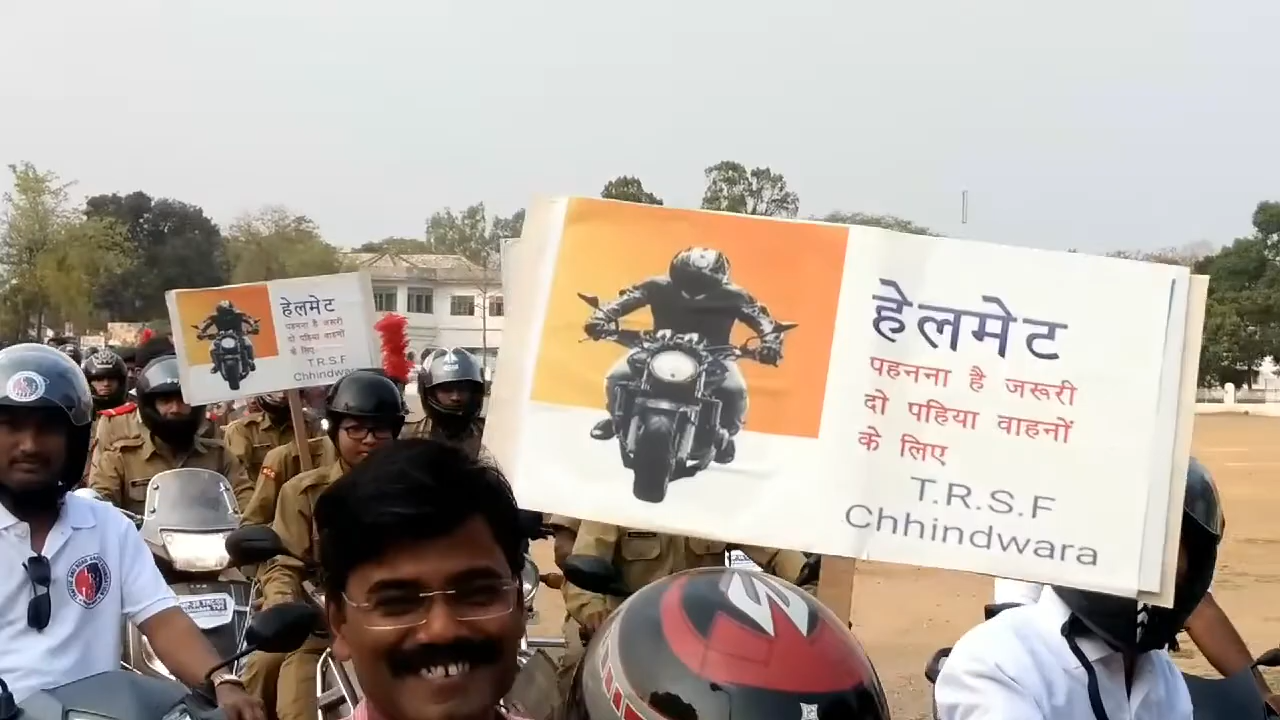 हेलमेट
पहनना है जरूरी
दो पहिया वाहनों
के लिए
T.R.S.F
Chhindwara
हेलमेट
पहनना है जरूरी
दो पहिया वाहनों
के लिए
T.R.S.F
Chhindwara